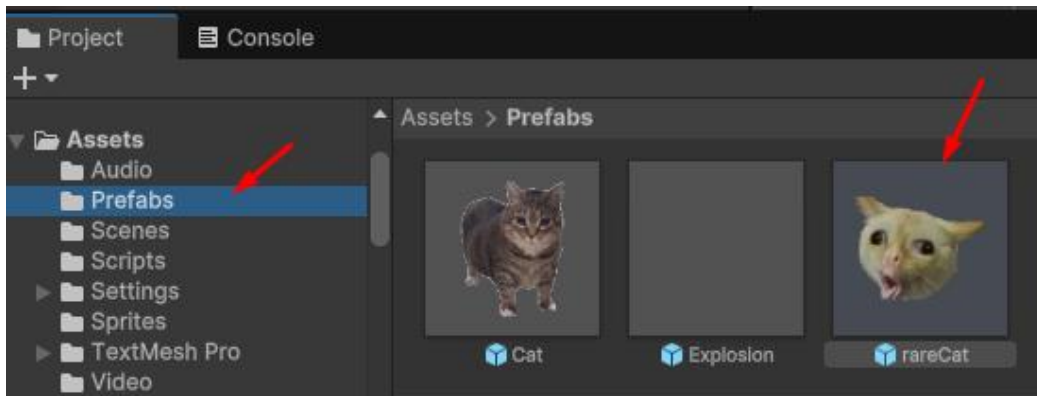 Project Console
Assets > Prefabs
Assets
Audio
Prefabs
Scenes
Scripts
Settings
Sprites
TextMesh Pro
Video
Cat Explosion rareCat